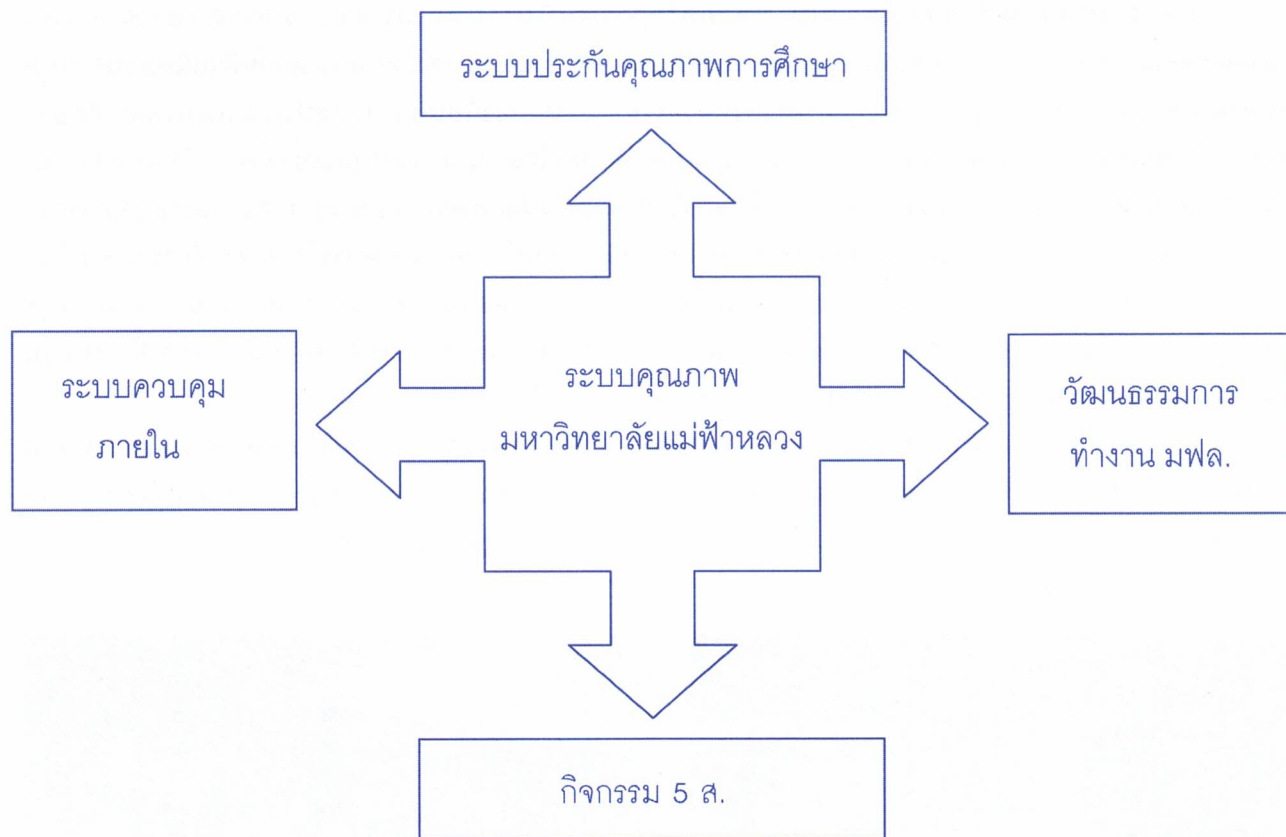 ระบบประกันคุณภาพการศึกษา
ระบบควบคุม
ภายใน
ระบบคุณภาพ
มหาวิทยาลัยแม่ฟ้าหลวง
วัฒนธรรมการ
ทำงาน มฟล.
กิจกรรม 5 ส.